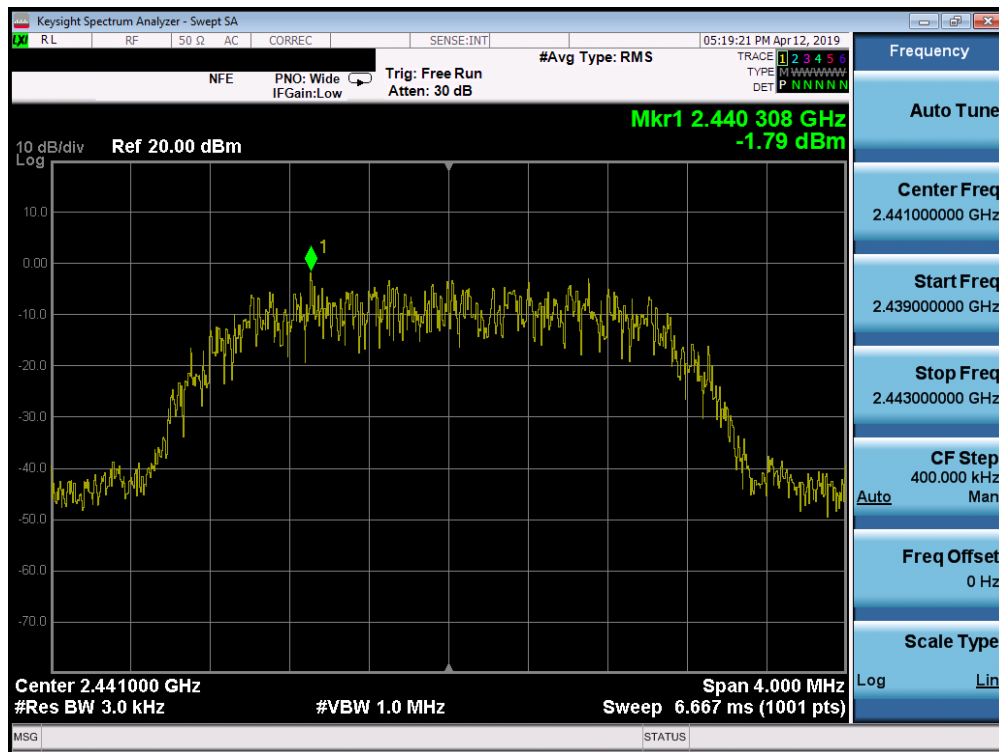 Keysight Spectrum Analyzer - Swept SA
LXI RL RF 50 Ω AC CORREC SENSE:INT 05:19:21 PM Apr 12, 2019
NFE PNO: Wide Trig: Free Run #Avg Type: RMS TRACE 1 2 3 4 5 6
IFGain:Low Atten: 30 dB TYPE M WWWWW
DET P N N N N N
Mkr1 2.440 308 GHz
-1.79 dBm
10 dB/div Ref 20.00 dBm
Log
1
10.0
0.00
-10.0
-20.0
-30.0
-40.0
-50.0
-60.0
-70.0
Center 2.441000 GHz Span 4.000 MHz
#Res BW 3.0 kHz #VBW 1.0 MHz Sweep 6.667 ms (1001 pts)
MSG STATUS
Frequency
Auto Tune
Center Freq
2.441000000 GHz
Start Freq
2.439000000 GHz
Stop Freq
2.443000000 GHz
CF Step
400.000 kHz
Auto Man
Freq Offset
0 Hz
Scale Type
Log Lin